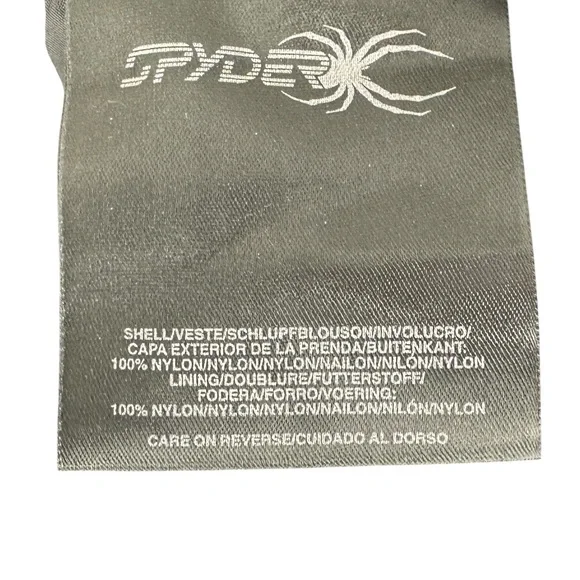 SPYDER
SHELL/VESTE/SCHLUPFBLOUSON/INVOLUCRO/
CAPA EXTERIOR DE LA PRENDA/BUITENKANT.
100% NYLON/NYLON/NYLON/NAILON/NILÓN/NYLON
LINING/DOUBLURE/FUTTERSTOFF/
FODERA/FORRO/VOERING:
100% NYLON/NYLON/NYLON/NAILON/NILÓN/NYLON
CARE ON REVERSE/CUIDADO AL DORSO